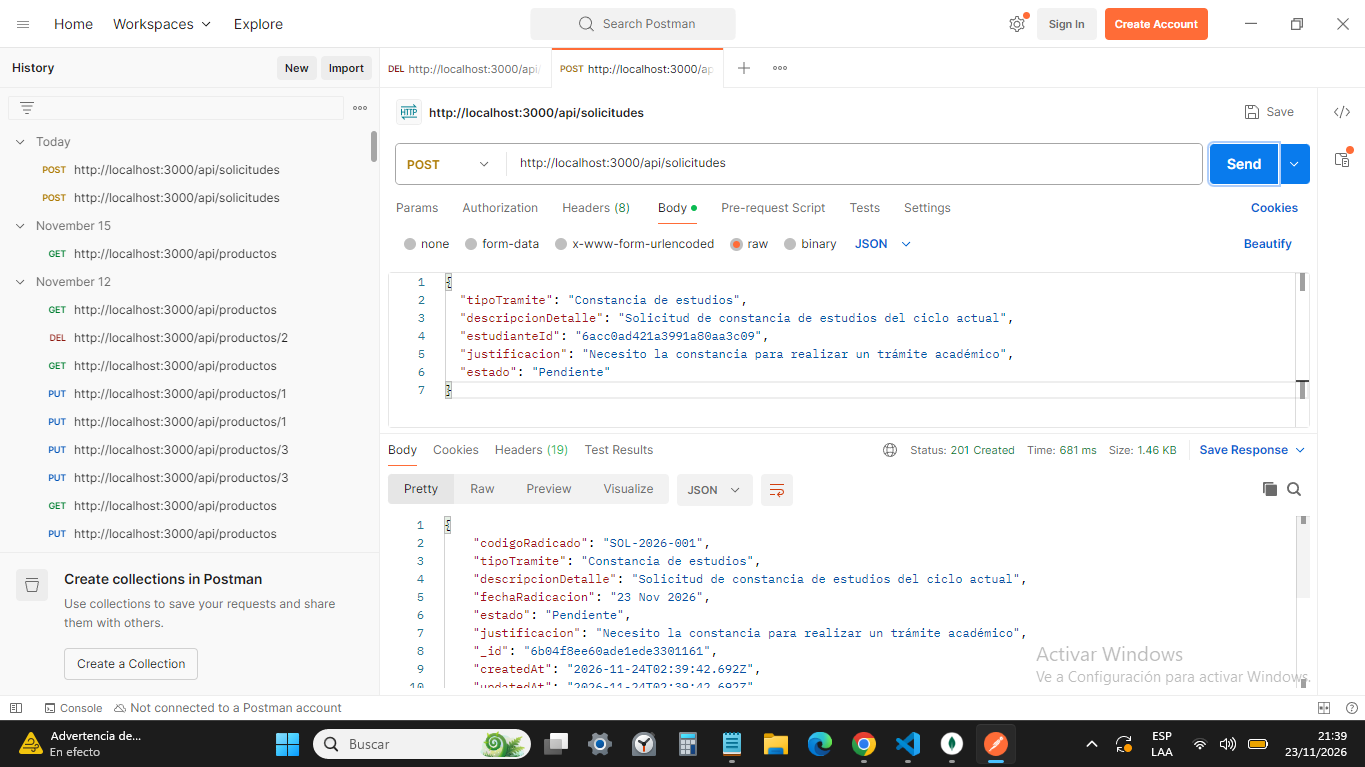 Home Workspaces Explore Search Postman Sign In Create Account
History New Import
Today
POST http://localhost:3000/api/solicitudes
POST http://localhost:3000/api/solicitudes
November 15
GET http://localhost:3000/api/productos
November 12
GET http://localhost:3000/api/productos
DEL http://localhost:3000/api/productos/2
GET http://localhost:3000/api/productos
PUT http://localhost:3000/api/productos/1
PUT http://localhost:3000/api/productos/1
PUT http://localhost:3000/api/productos/3
PUT http://localhost:3000/api/productos/3
GET http://localhost:3000/api/productos
PUT http://localhost:3000/api/productos
Create collections in Postman
Use collections to save your requests and share
them with others.
Create a Collection
DEL http://localhost:3000/api/ POST http://localhost:3000/ap
HTTP http://localhost:3000/api/solicitudes Save
POST http://localhost:3000/api/solicitudes Send
Params Authorization Headers (8) Body Pre-request Script Tests Settings Cookies
none form-data x-www-form-urlencoded raw binary JSON Beautify
1 {
2 "tipoTramite": "Constancia de estudios",
3 "descripcionDetalle": "Solicitud de constancia de estudios del ciclo actual",
4 "estudianteId": "6acc0ad421a3991a80aa3c09",
5 "justificacion": "Necesito la constancia para realizar un trámite académico",
6 "estado": "Pendiente"
7 }
Body Cookies Headers (19) Test Results Status: 201 Created Time: 681 ms Size: 1.46 KB Save Response
Pretty Raw Preview Visualize JSON
1 {
2 "codigoRadicado": "SOL-2026-001",
3 "tipoTramite": "Constancia de estudios",
4 "descripcionDetalle": "Solicitud de constancia de estudios del ciclo actual",
5 "fechaRadicacion": "23 Nov 2026",
6 "estado": "Pendiente",
7 "justificacion": "Necesito la constancia para realizar un trámite académico",
8 "_id": "6b04f8ee60ade1ede3301161",
9 "createdAt": "2026-11-24T02:39:42.692Z",
10 "updatedAt": "2026-11-24T02:39:42.692Z"
Activar Windows
Ve a Configuración para activar Windows.
Console Not connected to a Postman account
Advertencia de...
En efecto
Buscar
ESP
LAA
21:39
23/11/2026